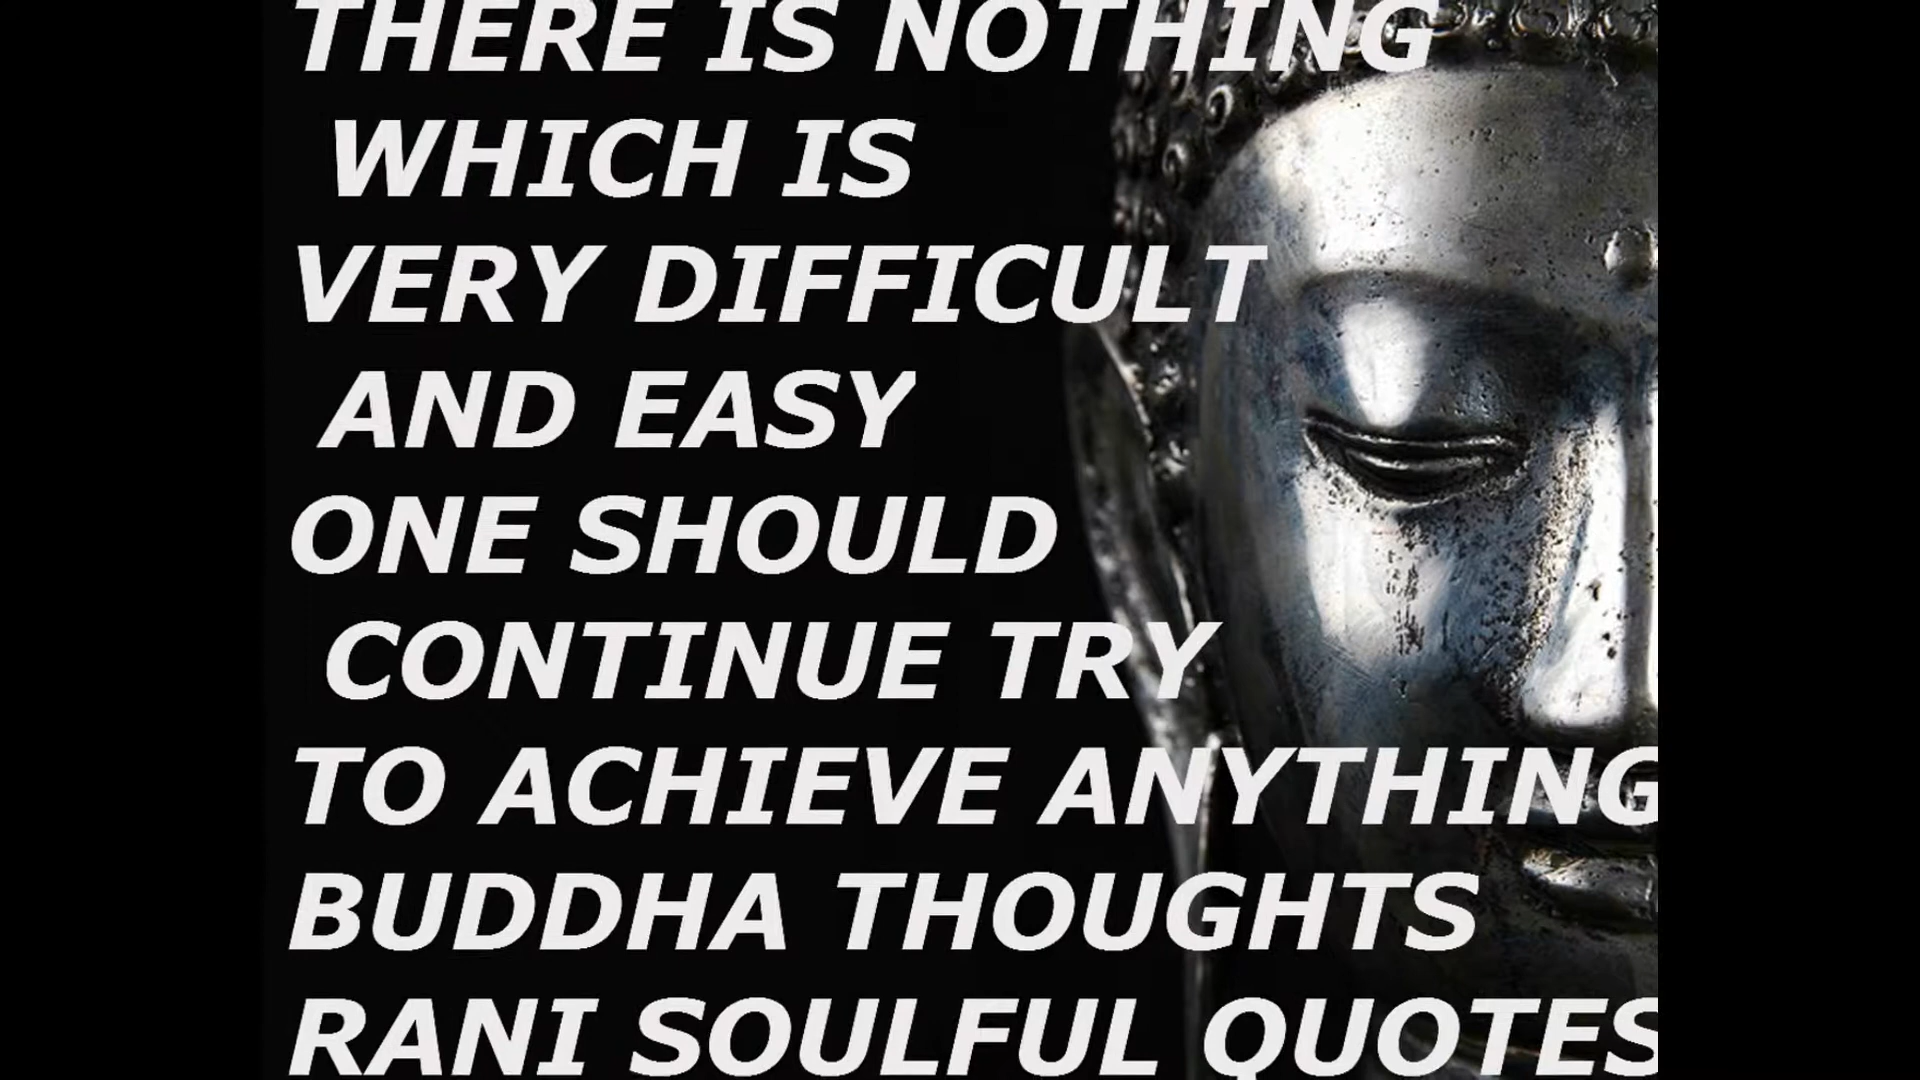 THERE IS NOTHING
WHICH IS
VERY DIFFICULT
AND EASY
ONE SHOULD
CONTINUE TRY
TO ACHIEVE ANYTHING
BUDDHA THOUGHTS
RANI SOULFUL QUOTES